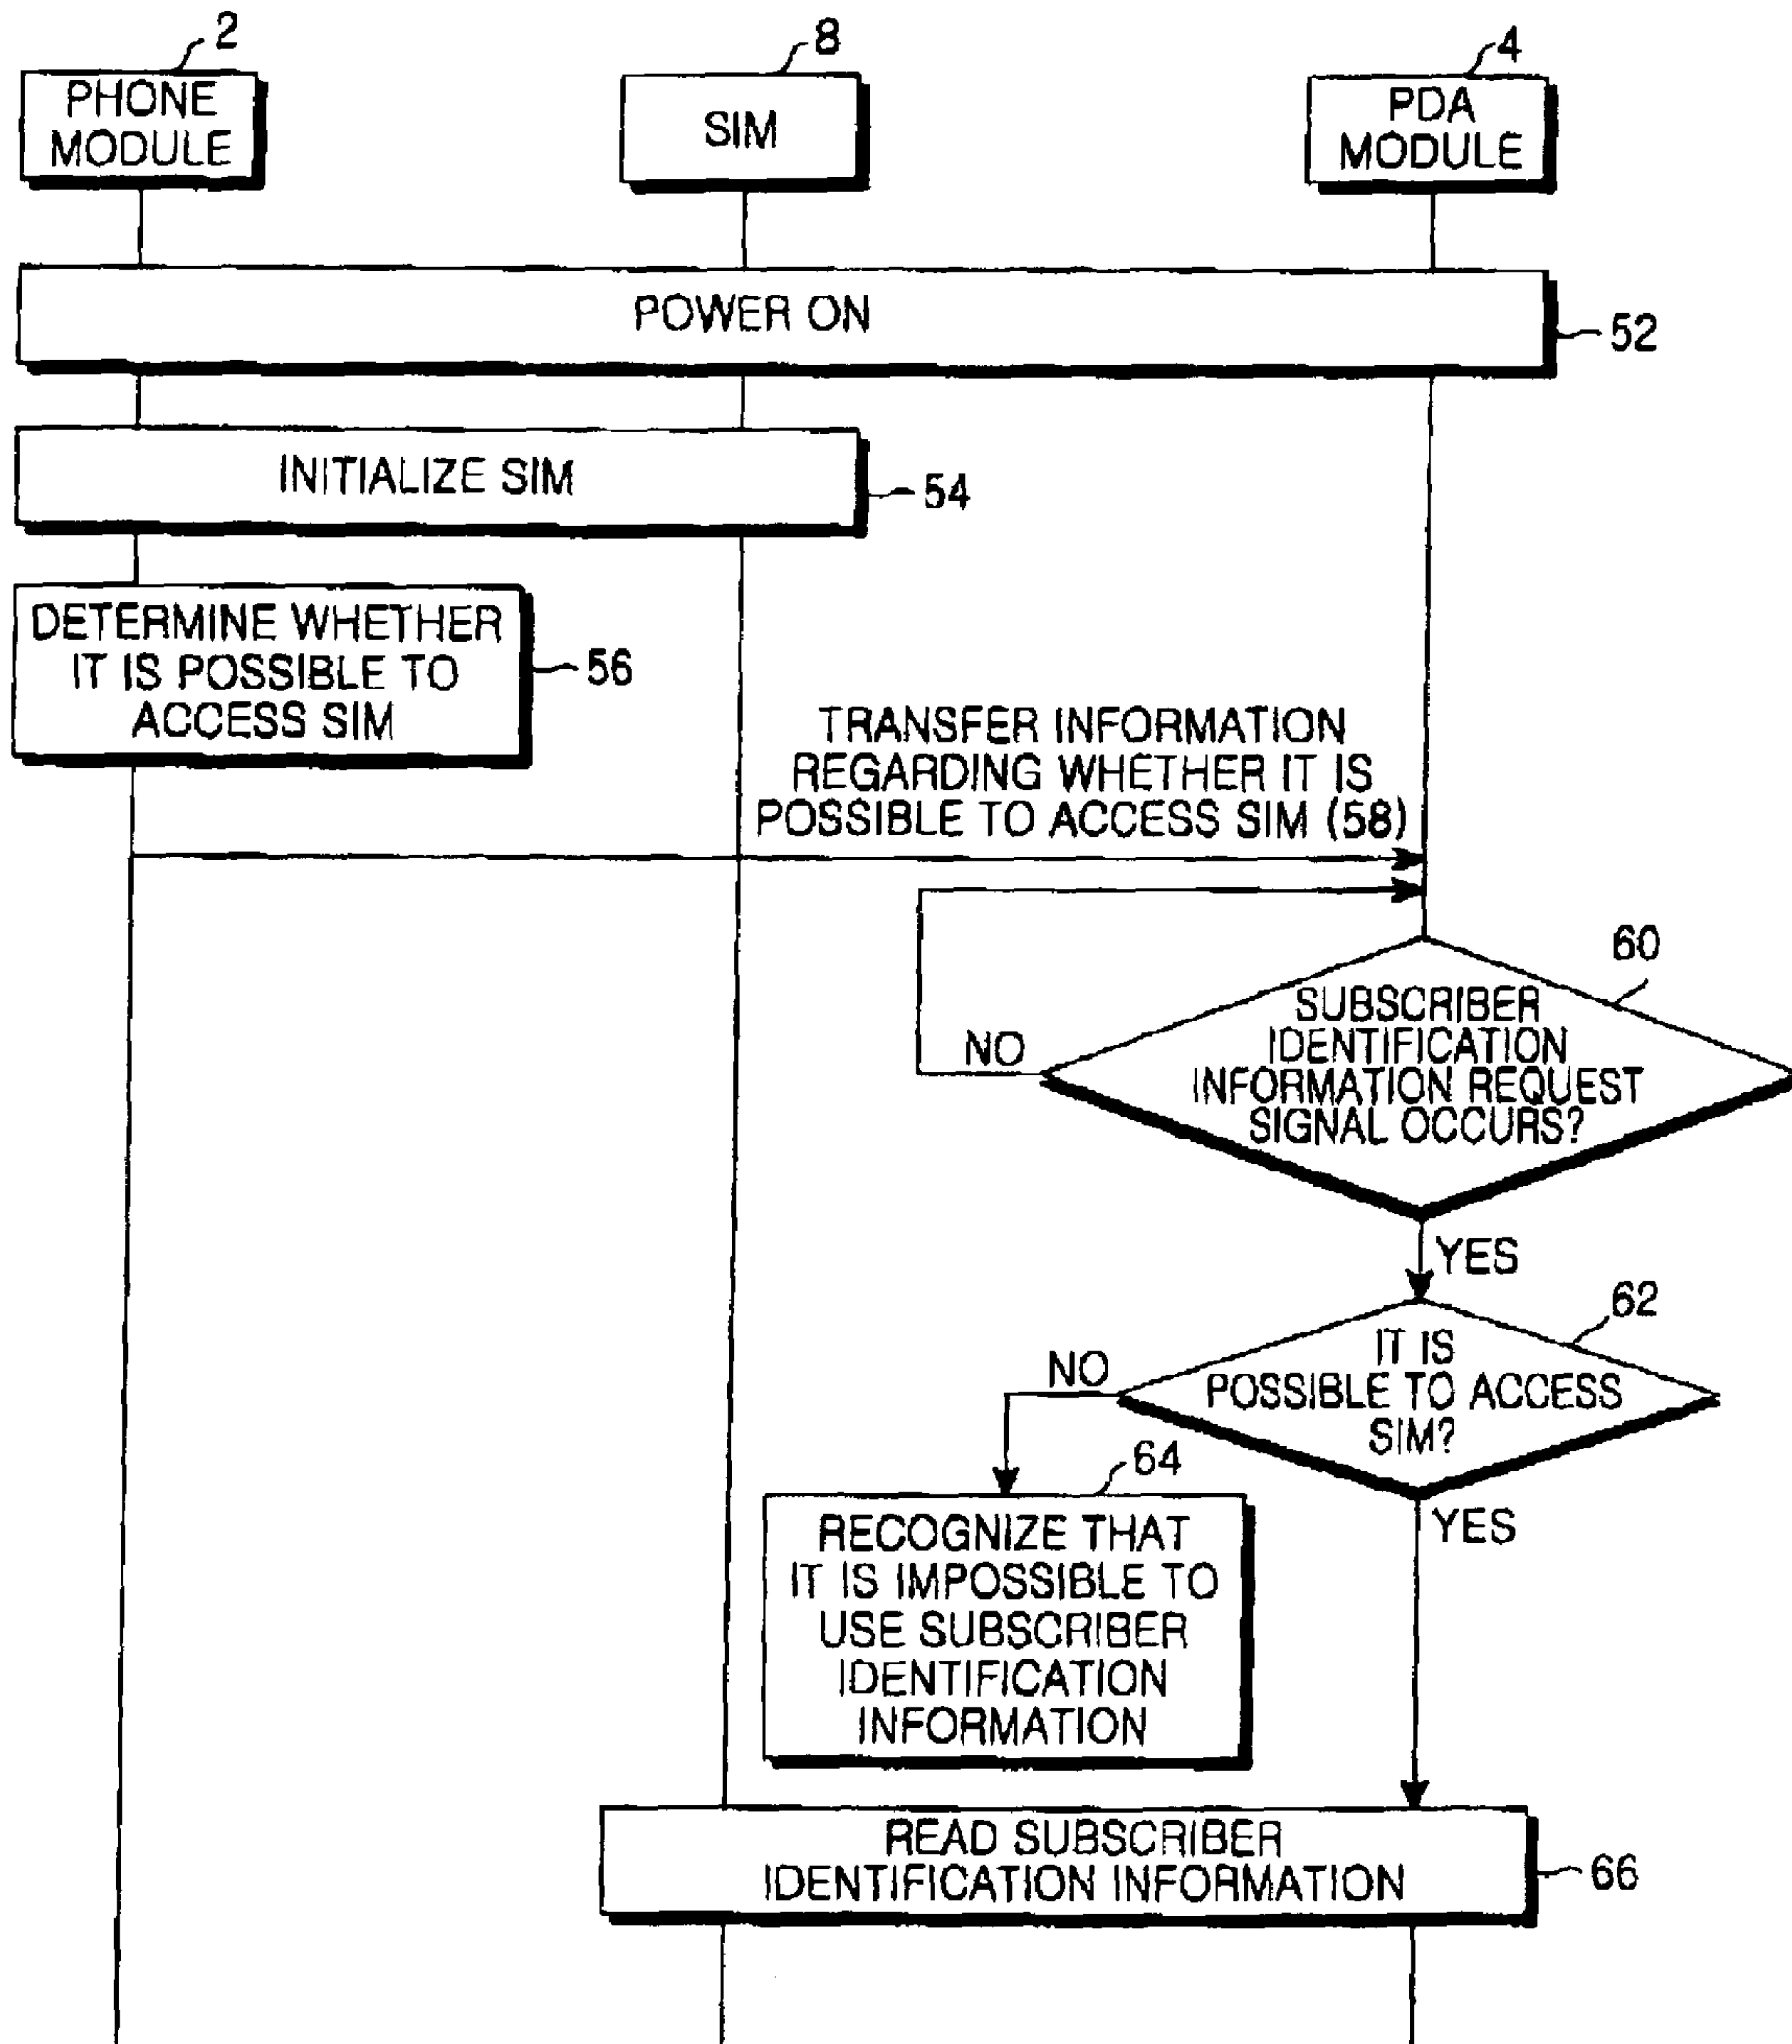 2
8
4
PHONE
MODULE
SIM
PDA
MODULE
POWER ON
52
INITIALIZE SIM
54
DETERMINE WHETHER
IT IS POSSIBLE TO
ACCESS SIM
56
TRANSFER INFORMATION
REGARDING WHETHER IT IS
POSSIBLE TO ACCESS SIM (58)
60
SUBSCRIBER
IDENTIFICATION
INFORMATION REQUEST
SIGNAL OCCURS?
NO
YES
62
IT IS
POSSIBLE TO ACCESS
SIM?
NO
64
YES
RECOGNIZE THAT
IT IS IMPOSSIBLE TO
USE SUBSCRIBER
IDENTIFICATION
INFORMATION
READ SUBSCRIBER
IDENTIFICATION INFORMATION
66